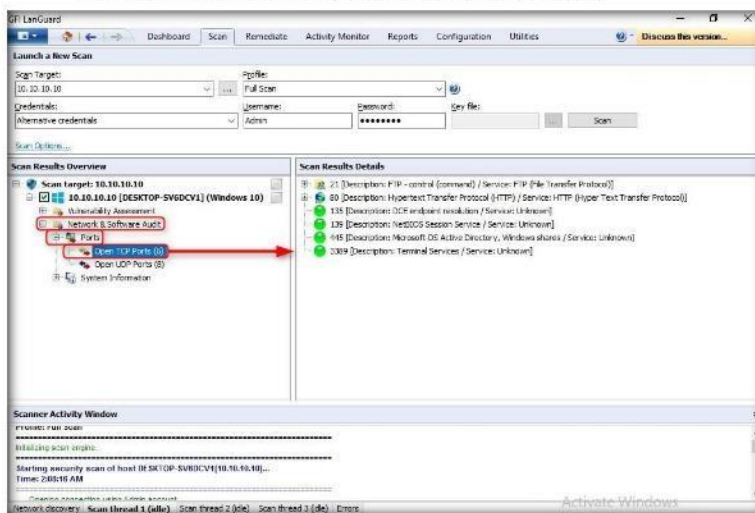 GFI LanGuard
Dashboard Scan Remediate Activity Monitor Reports Configuration Utilities Discuss this version...
Launch a New Scan
Scan Target: Profile:
10.10.10.10 ... Full Scan
Credentials: Username: Password: Key file:
Alternative credentials Admin ●●●●●●●● ... Scan
Scan Options...
Scan Results Overview
Scan target: 10.10.10.10
10.10.10.10 [DESKTOP-SV6DCV1] (Windows 10)
Vulnerability Assessment
Network & Software Audit
Ports
Open TCP Ports (6)
Open UDP Ports (8)
System Information
Scan Results Details
21 [Description: FTP - control (command) / Service: FTP (File Transfer Protocol)]
80 [Description: Hypertext Transfer Protocol (HTTP) / Service: HTTP (Hyper Text Transfer Protocol)]
135 [Description: DCE endpoint resolution / Service: Unknown]
139 [Description: NetBIOS Session Service / Service: Unknown]
445 [Description: Microsoft-DS Active Directory, Windows shares / Service: Unknown]
3389 [Description: Terminal Services / Service: Unknown]
Scanner Activity Window
Profile: Full Scan
Initializing scan engine...
Starting security scan of host DESKTOP-SV6DCV1[10.10.10.10]...
Time: 2:08:16 AM
Opening connection using Admin account
Activate Windows
Network discovery Scan thread 1 (idle) Scan thread 2 (idle) Scan thread 3 (idle) Errors